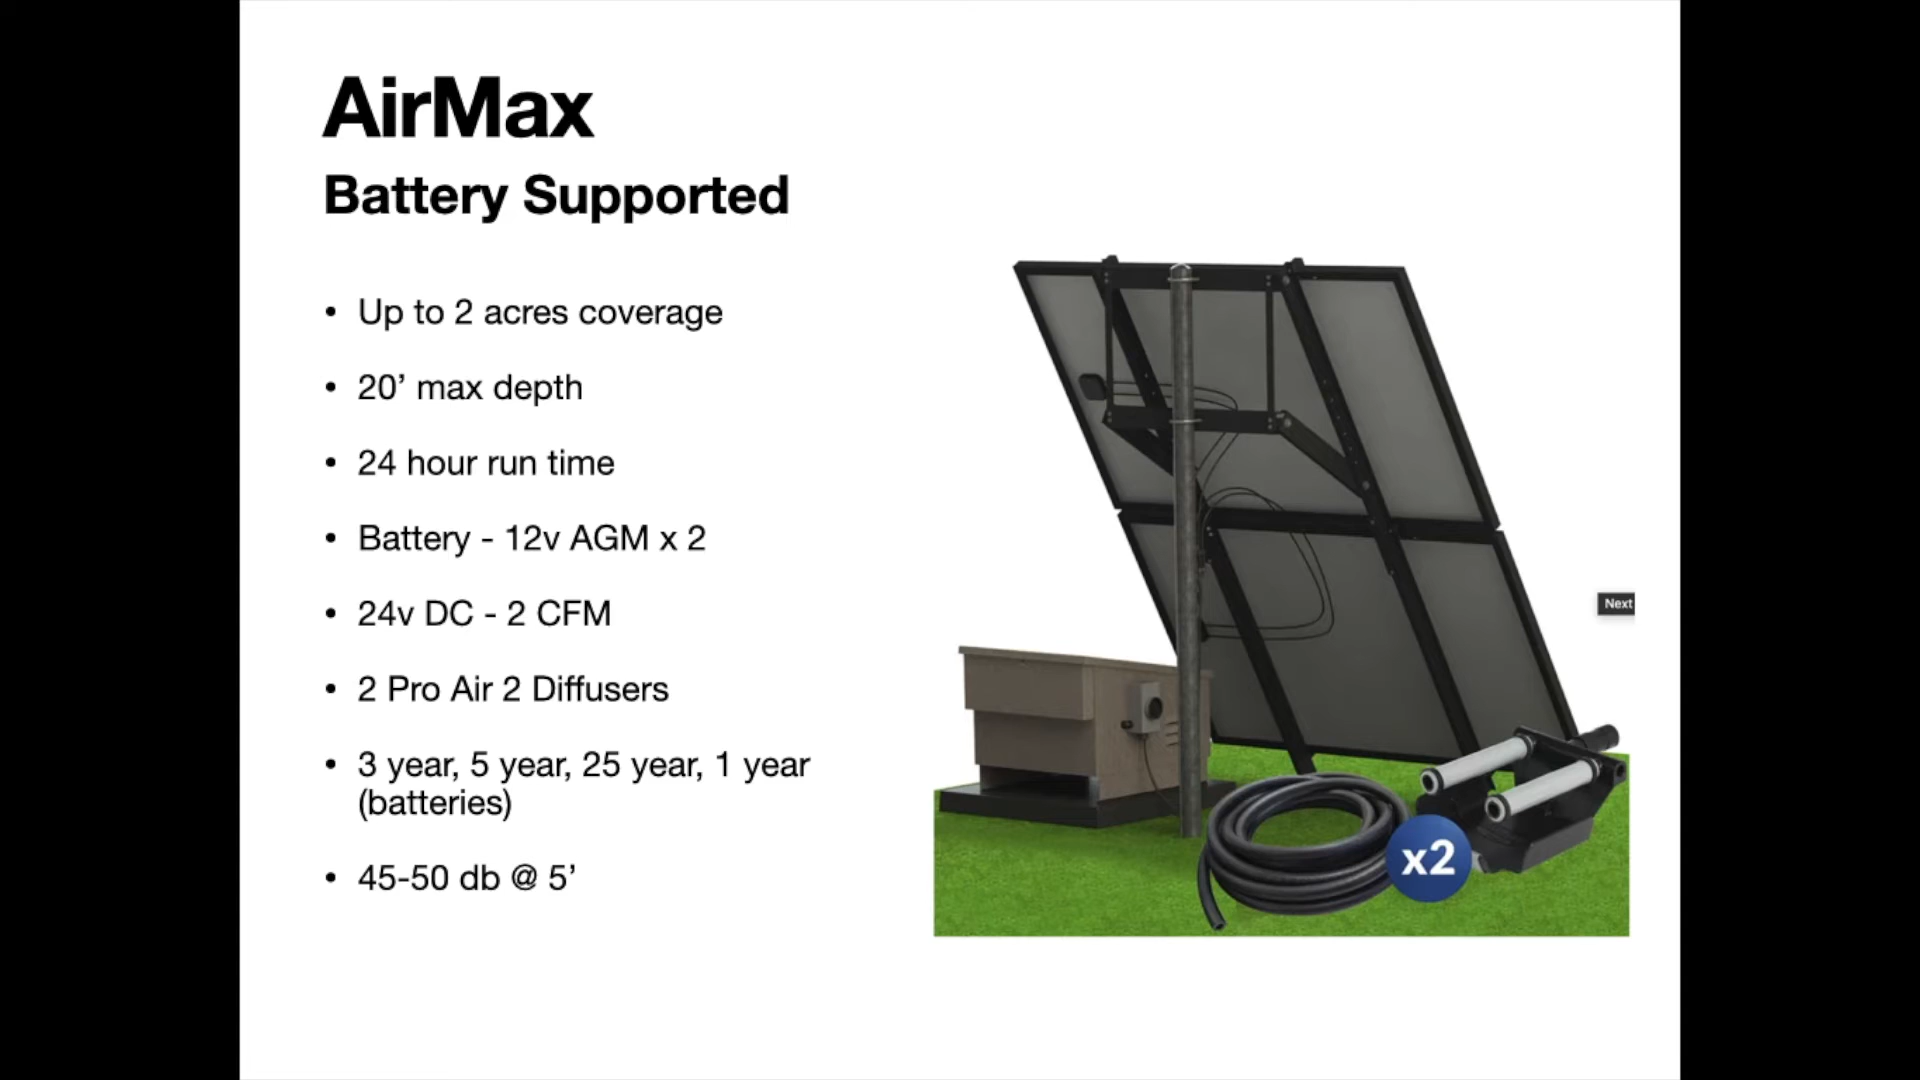 AirMax
Battery Supported
• Up to 2 acres coverage
• 20’ max depth
• 24 hour run time
• Battery - 12v AGM x 2
• 24v DC - 2 CFM
• 2 Pro Air 2 Diffusers
• 3 year, 5 year, 25 year, 1 year
(batteries)
• 45-50 db @ 5’
Next
x2